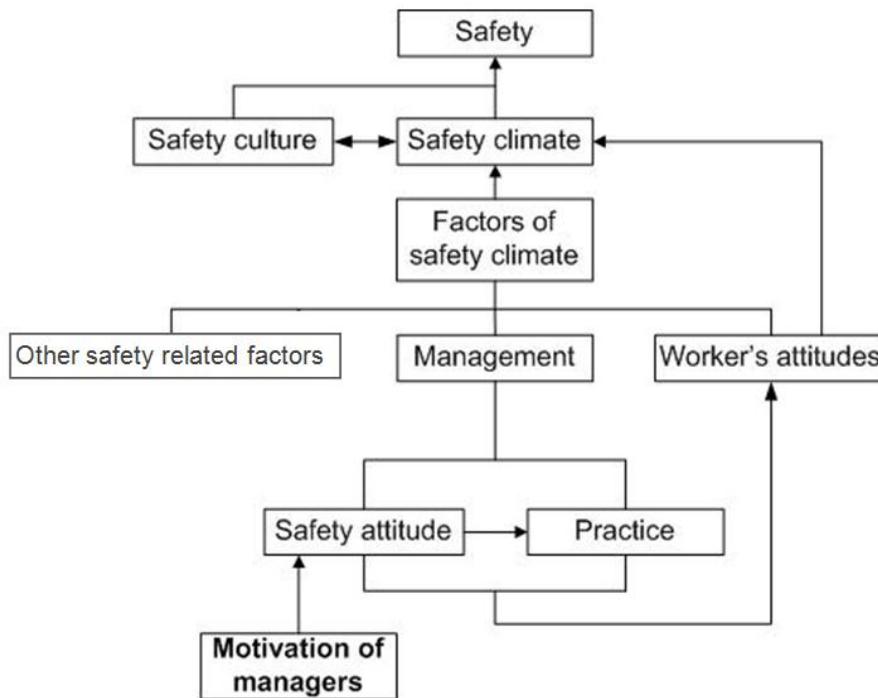 Safety
Safety culture
Safety climate
Factors of
safety climate
Other safety related factors
Management
Worker's attitudes
Safety attitude
Practice
Motivation of
managers